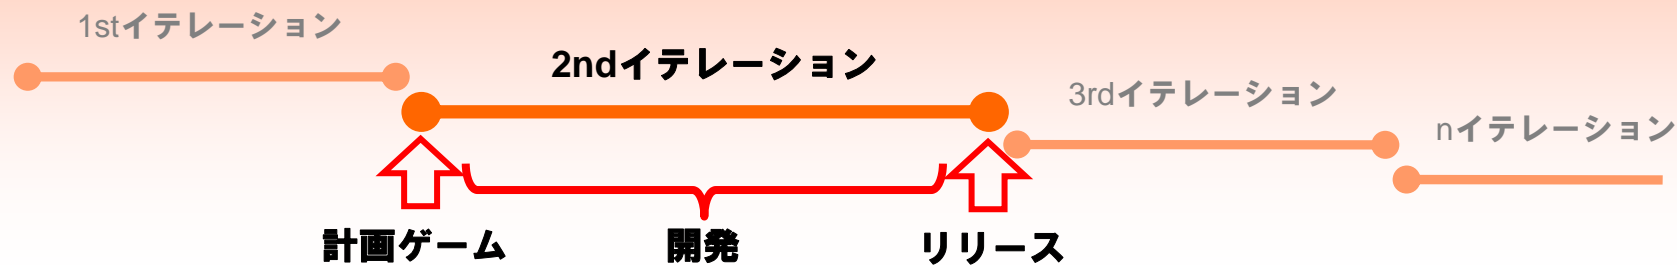 1stイテレーション
2ndイテレーション
3rdイテレーション
nイテレーション
計画ゲーム
開発
リリース